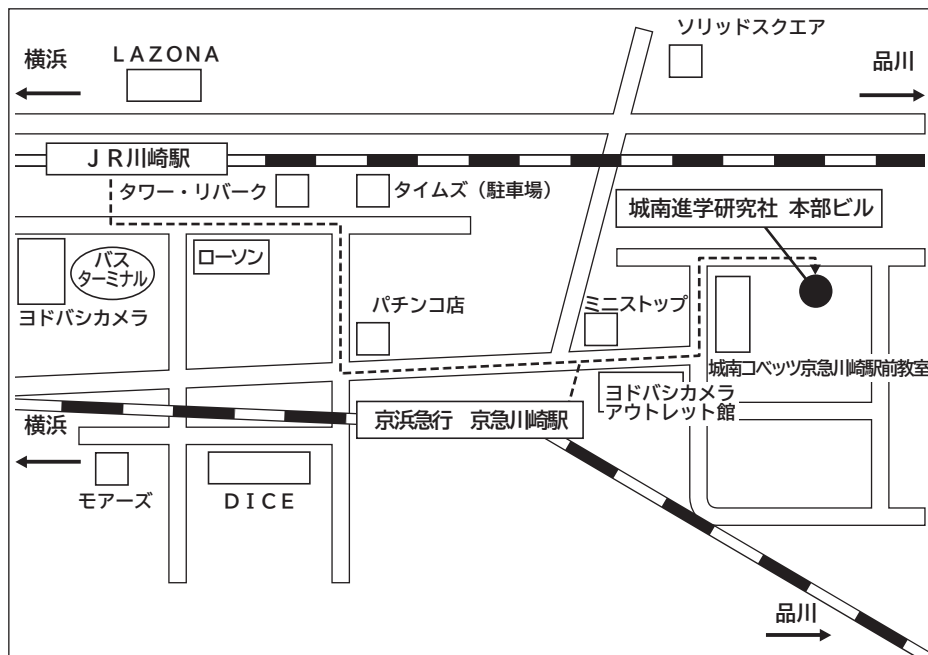 ソリッドスクエア
横浜
LAZONA
品川
JR川崎駅
タワー・リバーク
タイムズ（駐車場）
城南進学研究社 本部ビル
バス
ターミナル
ローソン
ヨドバシカメラ
パチンコ店
ミニストップ
城南コベッツ京急川崎駅前教室
ヨドバシカメラ
アウトレット館
京浜急行 京急川崎駅
横浜
モアーズ
DICE
品川